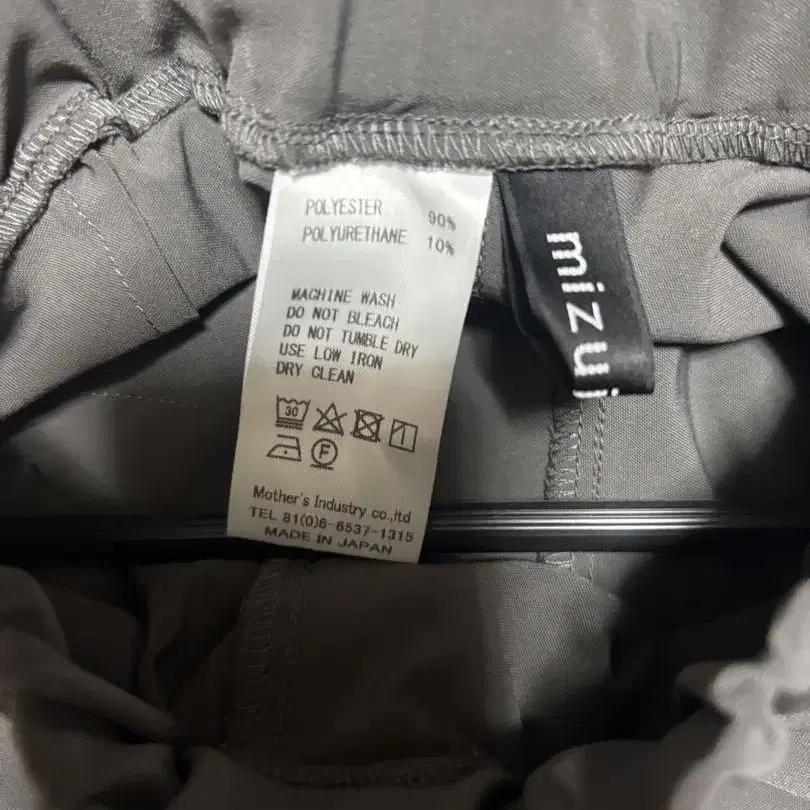 POLYESTER 90%
POLYURETHANE 10%
MACHINE WASH
DO NOT BLEACH
DO NOT TUMBLE DRY
USE LOW IRON
DRY CLEAN
30
F
Mother's Industry co.,ltd
TEL 81(0)6-6537-1315
MADE IN JAPAN
mizui